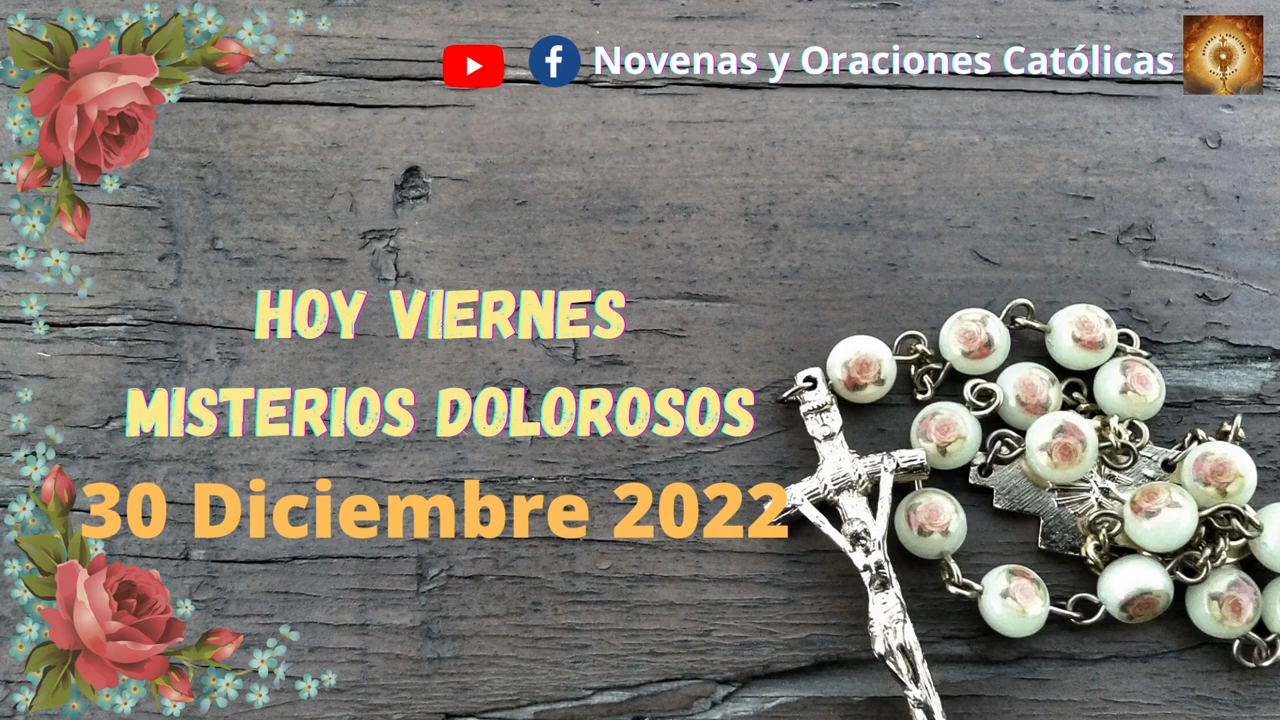 Novenas y Oraciones Católicas
HOY VIERNES
MISTERIOS DOLOROSOS
30 Diciembre 2022